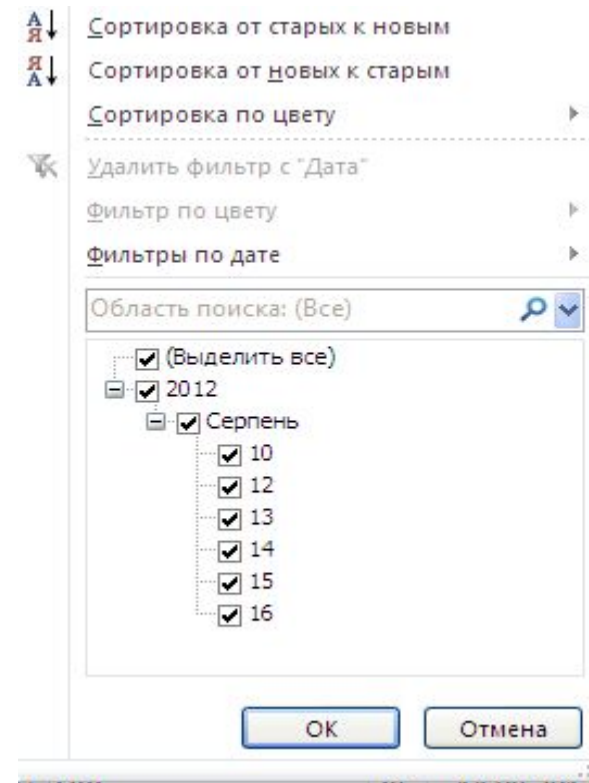 Сортировка от старых к новым
Сортировка от новых к старым
Сортировка по цвету
Удалить фильтр с "Дата"
Фильтр по цвету
Фильтры по дате
Область поиска: (Все)
(Выделить все)
2012
Серпень
10
12
13
14
15
16
ОК Отмена